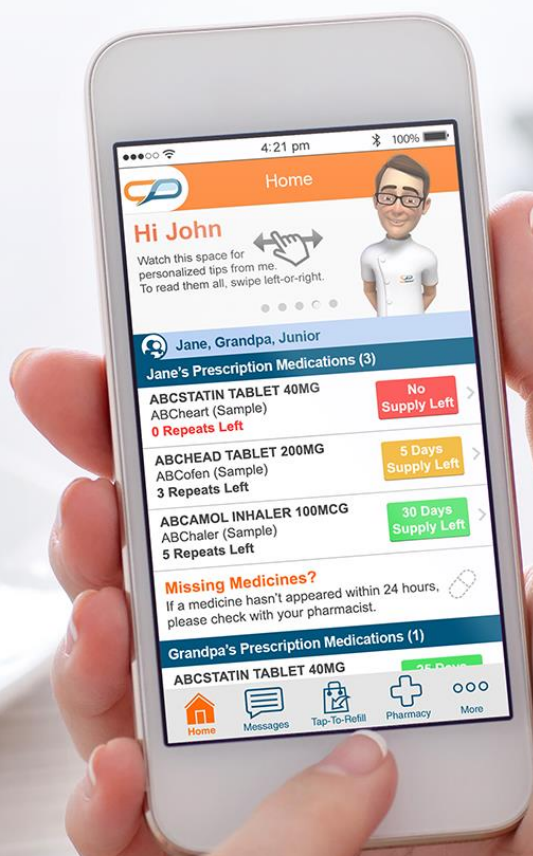 4:21 pm
100%
Home
Hi John
Watch this space for
personalized tips from me.
To read them all, swipe left-or-right.
Jane, Grandpa, Junior
Jane's Prescription Medications (3)
ABCSTATIN TABLET 40MG
ABCheart (Sample)
0 Repeats Left
No
Supply Left
ABCHEAD TABLET 200MG
ABCofen (Sample)
3 Repeats Left
5 Days
Supply Left
ABCAMOL INHALER 100MCG
ABChaler (Sample)
5 Repeats Left
30 Days
Supply Left
Missing Medicines?
If a medicine hasn't appeared within 24 hours,
please check with your pharmacist.
Grandpa's Prescription Medications (1)
ABCSTATIN TABLET 40MG
25 Days
Home
Messages
Tap-To-Refill
Pharmacy
More